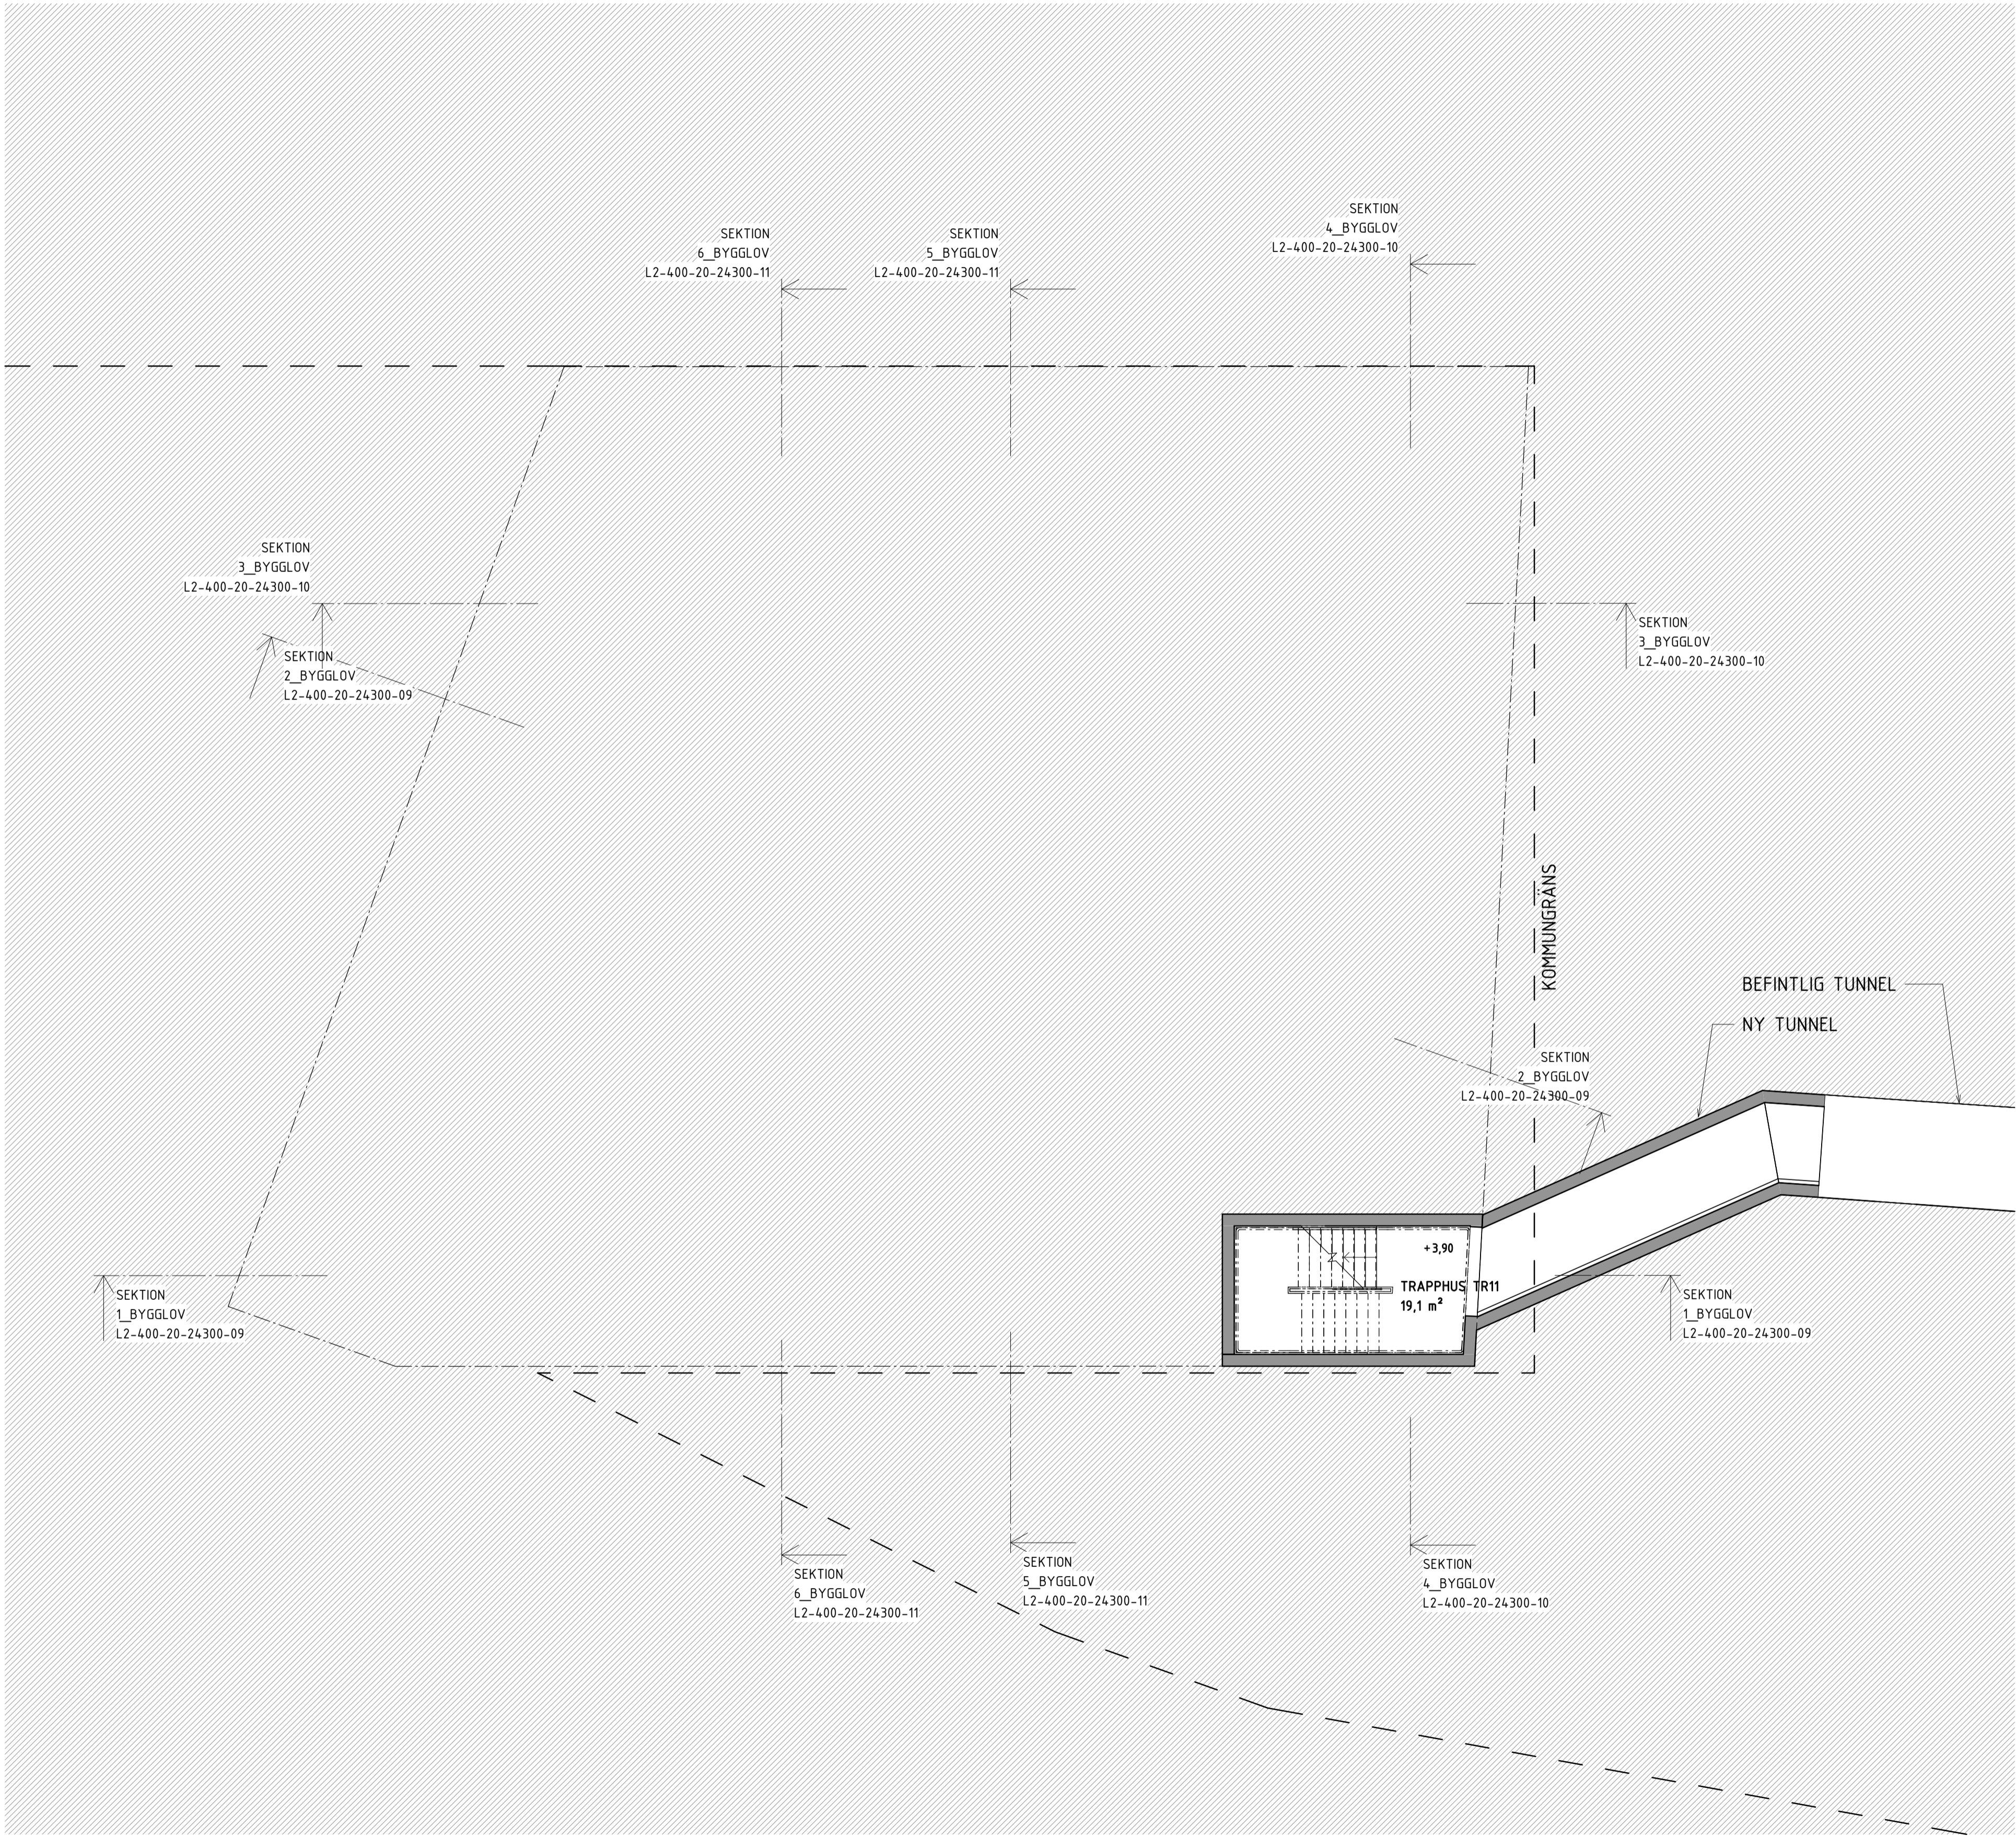 SEKTION
4_BYGGLOV
L2-400-20-24300-10
SEKTION
6_BYGGLOV
L2-400-20-24300-11
SEKTION
5_BYGGLOV
L2-400-20-24300-11
SEKTION
3_BYGGLOV
L2-400-20-24300-10
SEKTION
2_BYGGLOV
L2-400-20-24300-09
SEKTION
3_BYGGLOV
L2-400-20-24300-10
KOMMUNGRÄNS
BEFINTLIG TUNNEL
NY TUNNEL
SEKTION
2_BYGGLOV
L2-400-20-24300-09
+3,90
TRAPPHUS TR11
19,1 m²
SEKTION
1_BYGGLOV
L2-400-20-24300-09
SEKTION
1_BYGGLOV
L2-400-20-24300-09
SEKTION
6_BYGGLOV
L2-400-20-24300-11
SEKTION
5_BYGGLOV
L2-400-20-24300-11
SEKTION
4_BYGGLOV
L2-400-20-24300-10